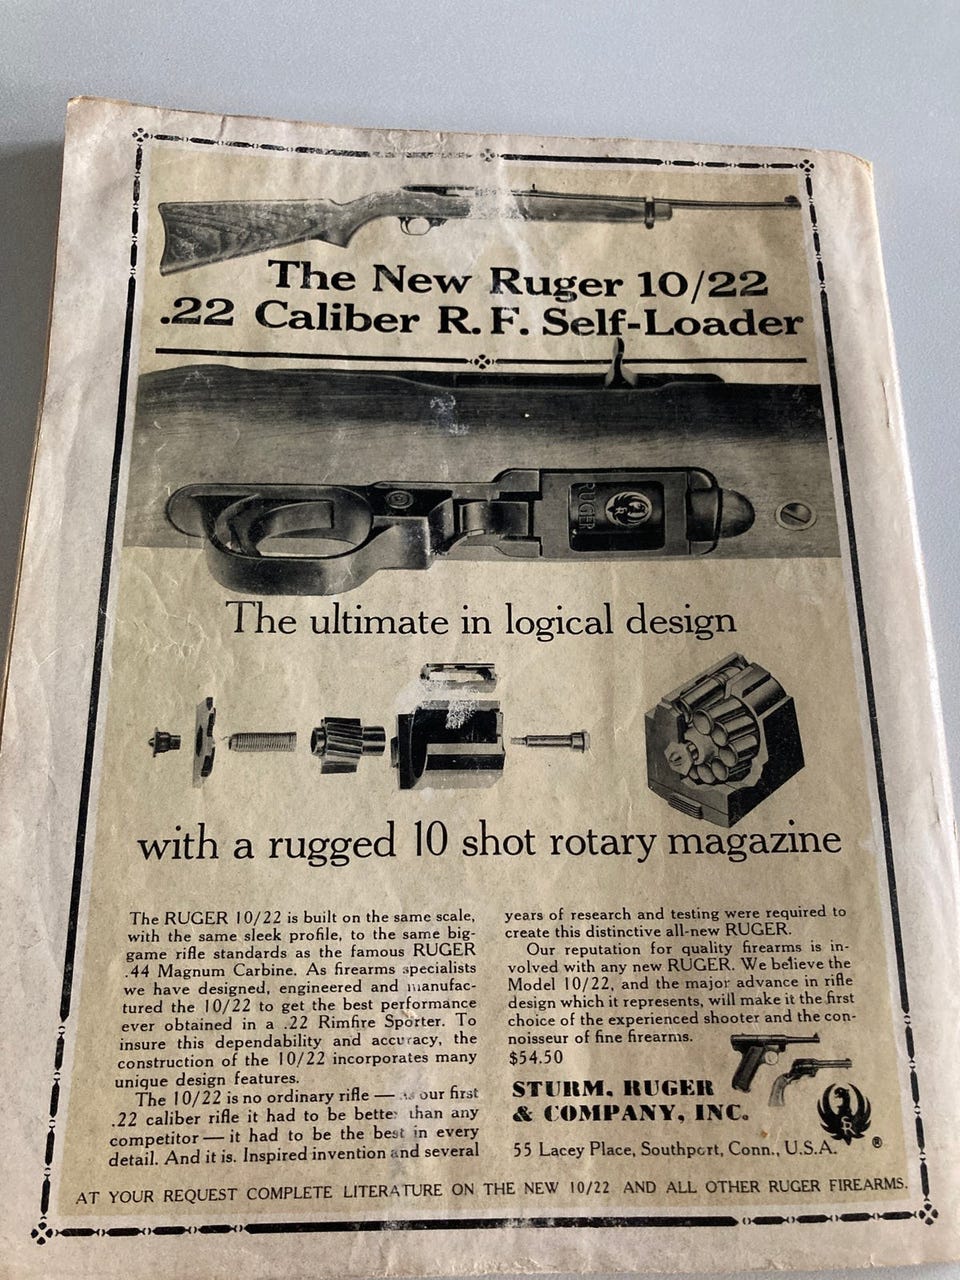 The New Ruger 10/22
.22 Caliber R. F. Self-Loader
RUGER
The ultimate in logical design
with a rugged 10 shot rotary magazine
The RUGER 10/22 is built on the same scale,
with the same sleek profile, to the same big-
game rifle standards as the famous RUGER
.44 Magnum Carbine. As firearms specialists
we have designed, engineered and manufac-
tured the 10/22 to get the best performance
ever obtained in a .22 Rimfire Sporter. To
insure this dependability and accuracy, the
construction of the 10/22 incorporates many
unique design features.
The 10/22 is no ordinary rifle — as our first
.22 caliber rifle it had to be better than any
competitor — it had to be the best in every
detail. And it is. Inspired invention and several
years of research and testing were required to
create this distinctive all-new RUGER.
Our reputation for quality firearms is in-
volved with any new RUGER. We believe the
Model 10/22, and the major advance in rifle
design which it represents, will make it the first
choice of the experienced shooter and the con-
noisseur of fine firearms.
$54.50
STURM, RUGER
& COMPANY, INC.
R
®
55 Lacey Place, Southport, Conn., U.S.A.
AT YOUR REQUEST COMPLETE LITERATURE ON THE NEW 10/22 AND ALL OTHER RUGER FIREARMS.